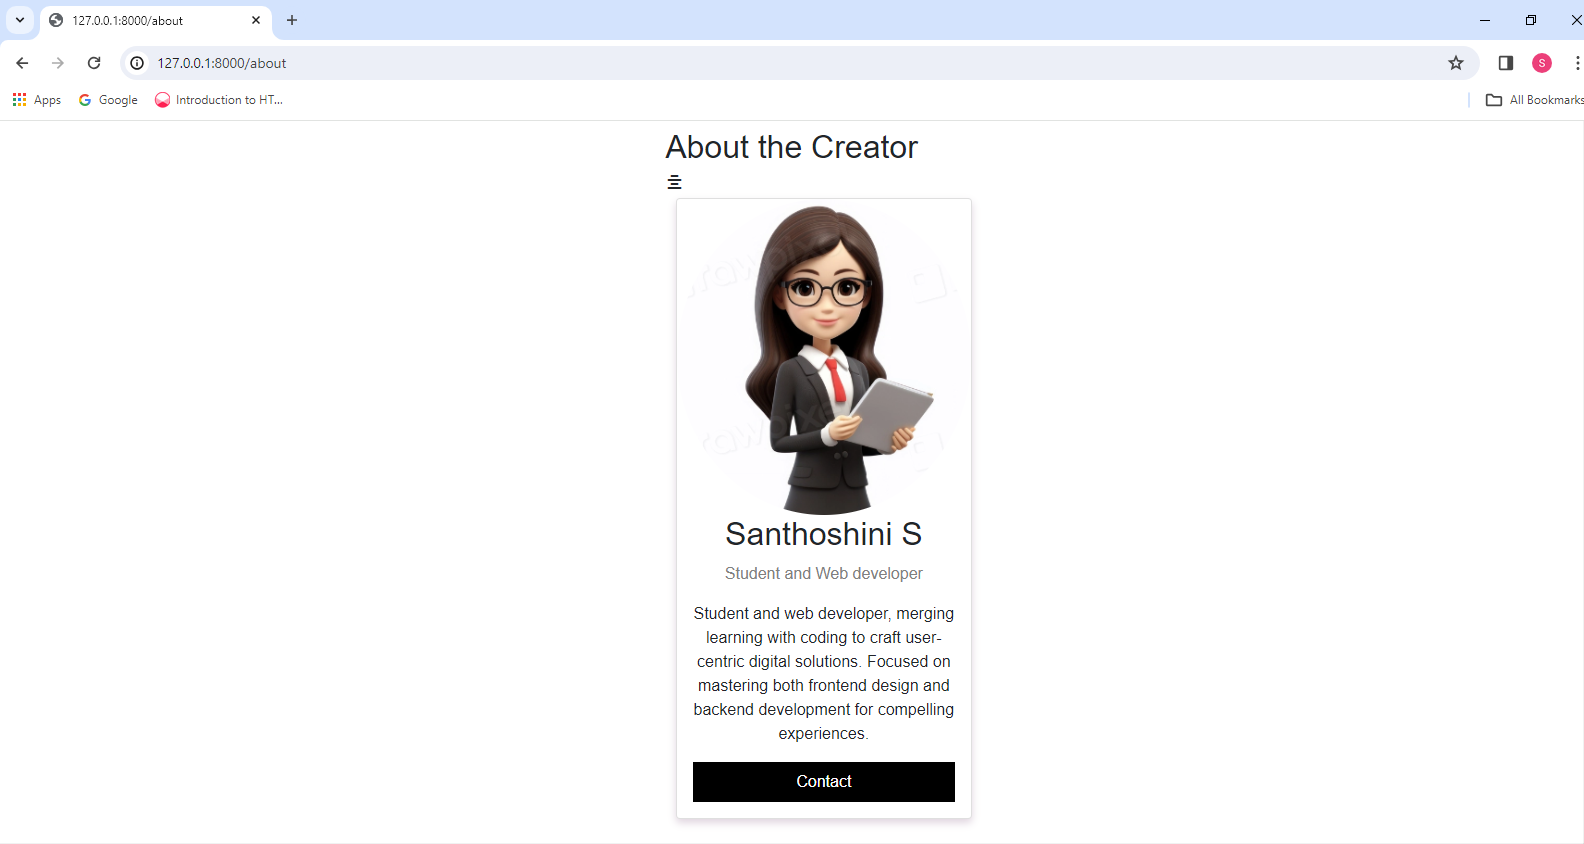 127.0.0.1:8000/about
127.0.0.1:8000/about
S
Apps
Google
Introduction to HT...
All Bookmarks
About the Creator
rawpixel
rawpixel
Santhoshini S
Student and Web developer
Student and web developer, merging
learning with coding to craft user-
centric digital solutions. Focused on
mastering both frontend design and
backend development for compelling
experiences.
Contact